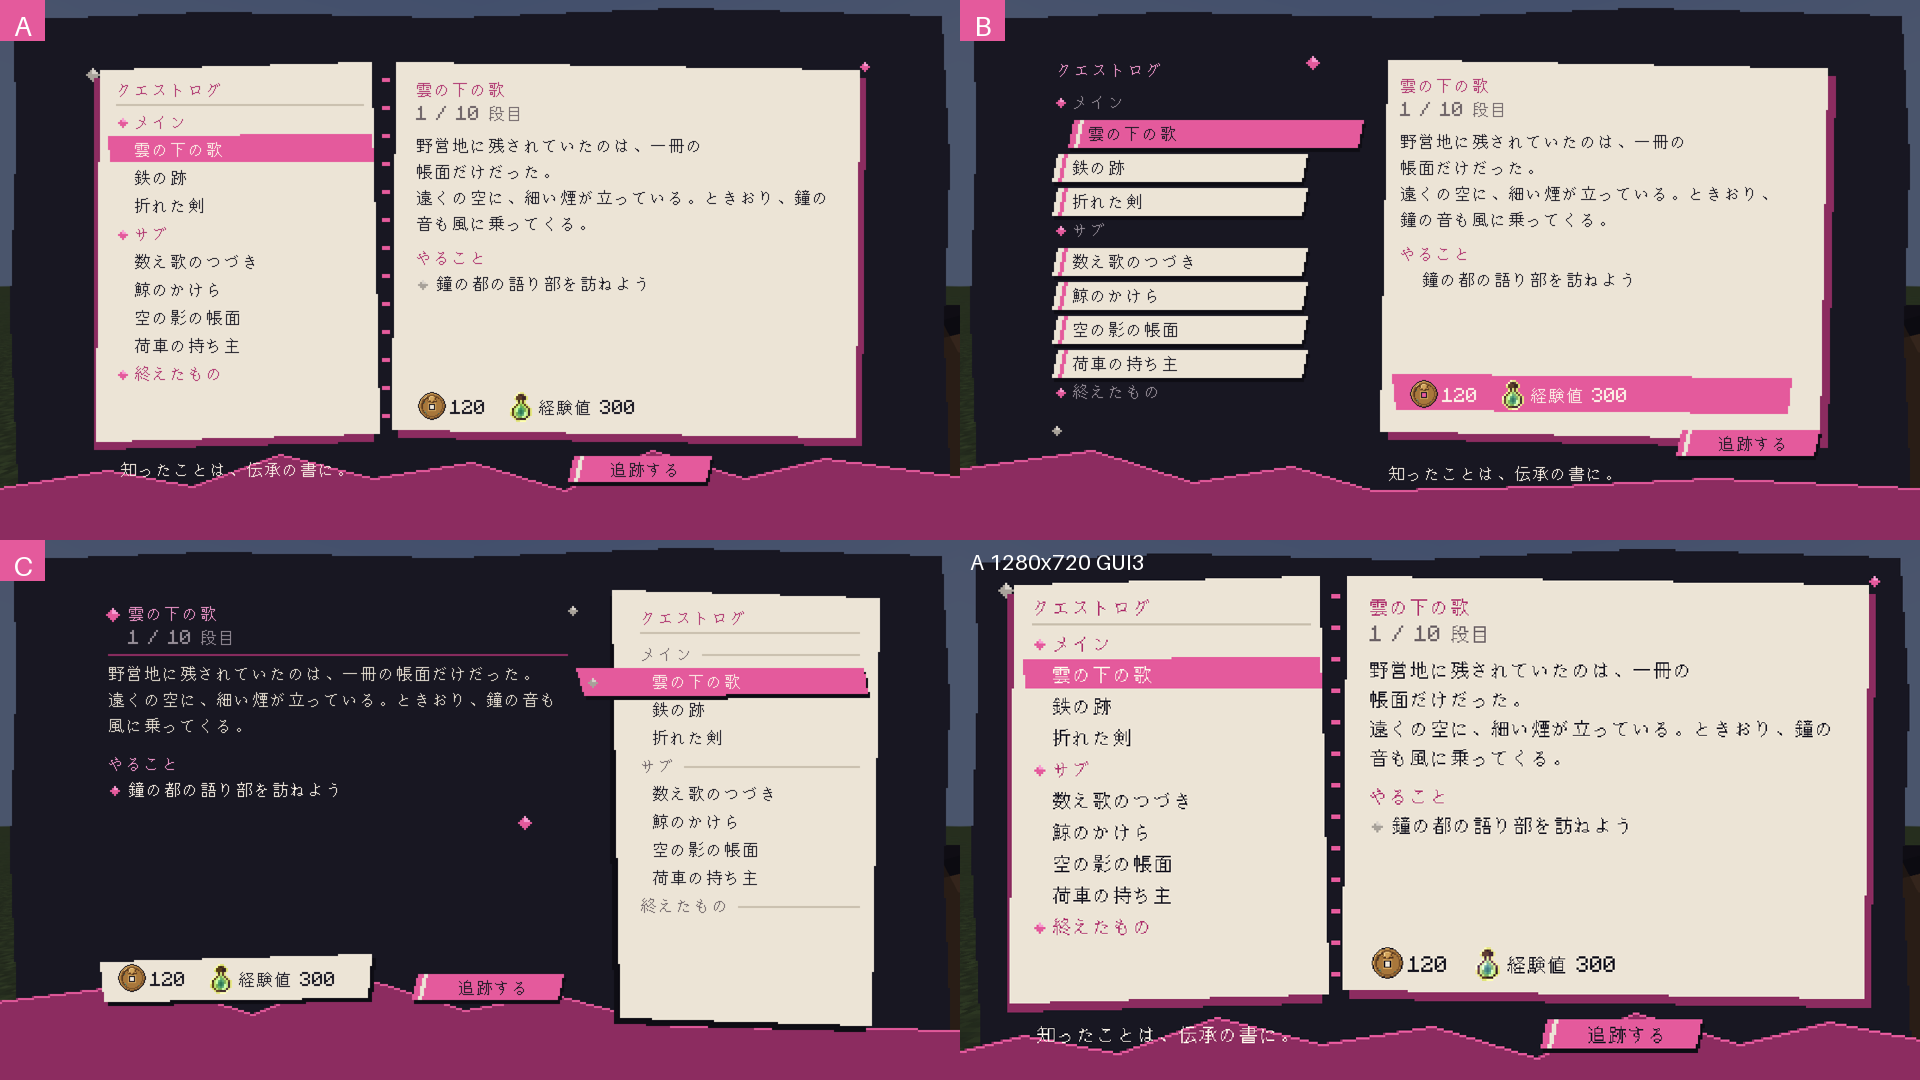 A
クエストログ
メイン
雲の下の歌
鉄の跡
折れた剣
サブ
数え歌のつづき
鯨のかけら
空の影の帳面
荷車の持ち主
終えたもの
雲の下の歌
1 / 10 段目
野営地に残されていたのは、一冊の
帳面だけだった。
遠くの空に、細い煙が立っている。ときおり、鐘の
音も風に乗ってくる。
やること
鐘の都の語り部を訪ねよう
120 経験値 300
知ったことは、伝承の書に。
追跡する
B
クエストログ
メイン
雲の下の歌
鉄の跡
折れた剣
サブ
数え歌のつづき
鯨のかけら
空の影の帳面
荷車の持ち主
終えたもの
雲の下の歌
1 / 10 段目
野営地に残されていたのは、一冊の
帳面だけだった。
遠くの空に、細い煙が立っている。ときおり、
鐘の音も風に乗ってくる。
やること
鐘の都の語り部を訪ねよう
120 経験値 300
追跡する
知ったことは、伝承の書に。
C
雲の下の歌
1 / 10 段目
野営地に残されていたのは、一冊の帳面だけだった。
遠くの空に、細い煙が立っている。ときおり、鐘の音も
風に乗ってくる。
やること
鐘の都の語り部を訪ねよう
120 経験値 300
追跡する
クエストログ
メイン
雲の下の歌
鉄の跡
折れた剣
サブ
数え歌のつづき
鯨のかけら
空の影の帳面
荷車の持ち主
終えたもの
A 1280x720 GUI3
クエストログ
メイン
雲の下の歌
鉄の跡
折れた剣
サブ
数え歌のつづき
鯨のかけら
空の影の帳面
荷車の持ち主
終えたもの
雲の下の歌
1 / 10 段目
野営地に残されていたのは、一冊の
帳面だけだった。
遠くの空に、細い煙が立っている。ときおり、鐘の
音も風に乗ってくる。
やること
鐘の都の語り部を訪ねよう
120 経験値 300
知ったことは、伝承の書に。
追跡する